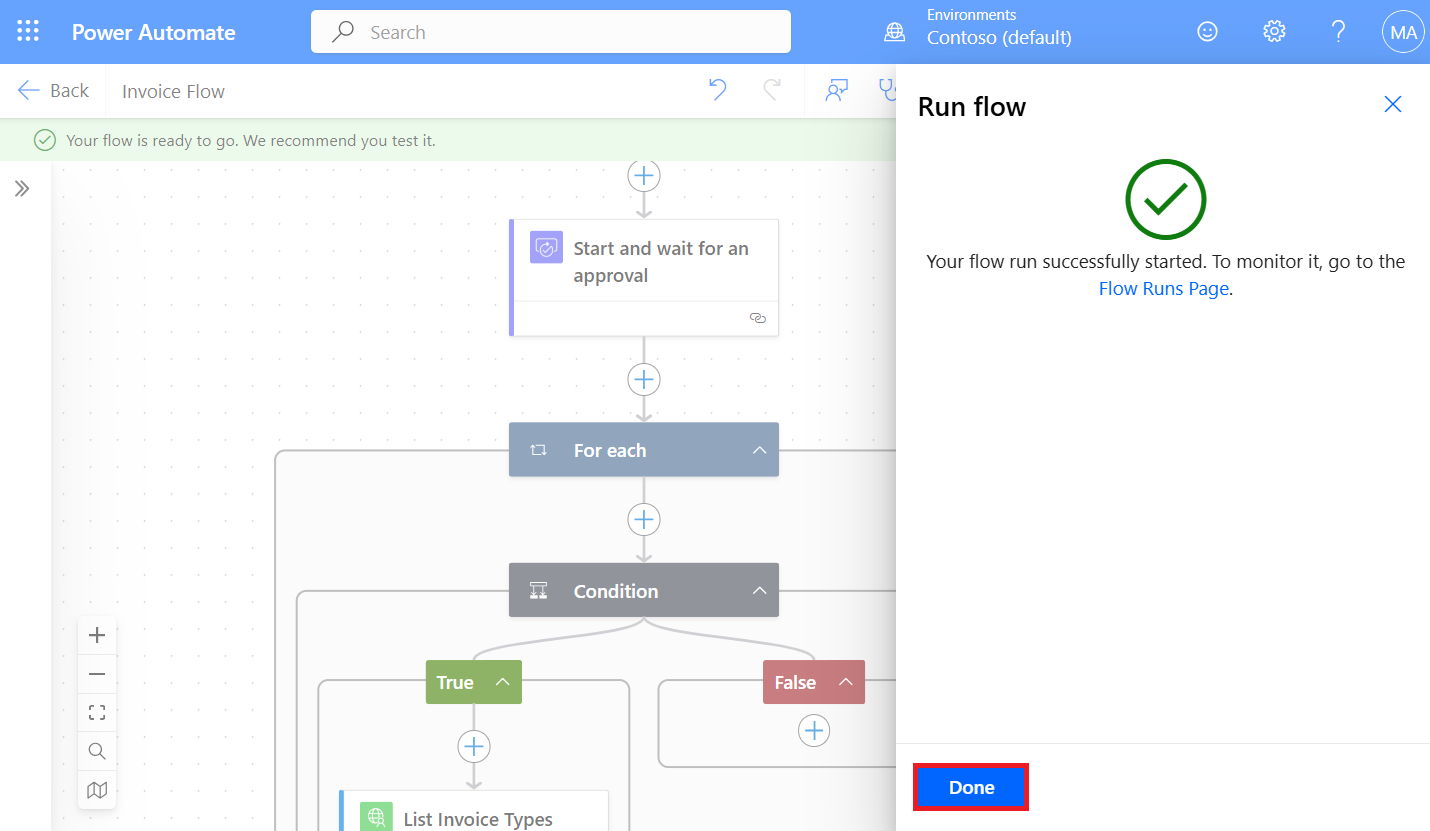 Power Automate
Search
Environments
Contoso (default)
MA
Back
Invoice Flow
Your flow is ready to go. We recommend you test it.
Start and wait for an
approval
For each
Condition
True
False
List Invoice Types
Run flow
Your flow run successfully started. To monitor it, go to the
Flow Runs Page.
Done